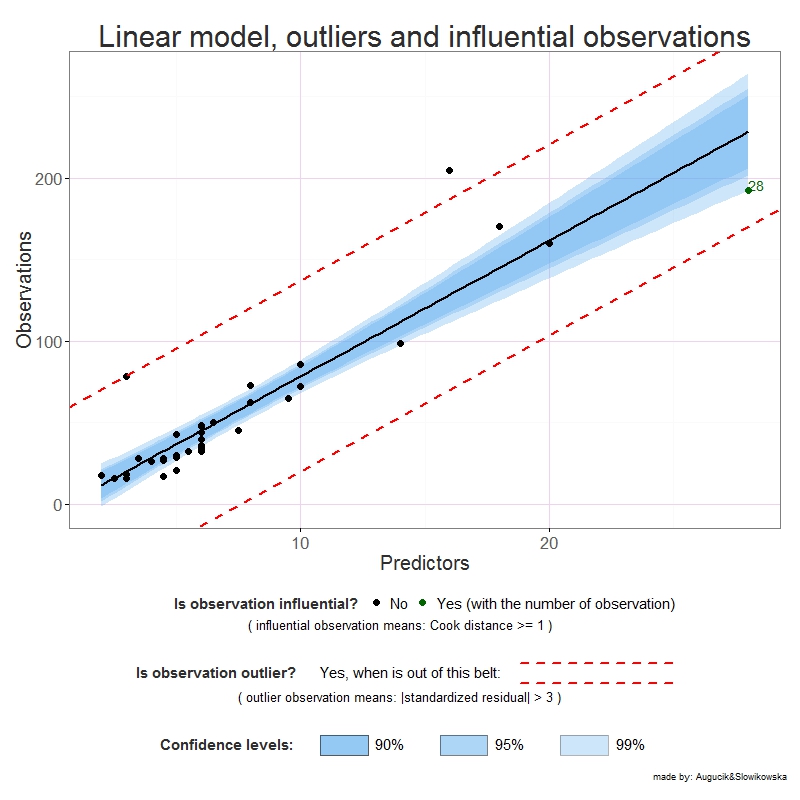 Linear model, outliers and influential observations
Observations
200
100
0
28
10 20
Predictors
Is observation influential? No Yes (with the number of observation)
( influential observation means: Cook distance >= 1 )
Is observation outlier? Yes, when is out of this belt:
( outlier observation means: |standardized residual| > 3 )
Confidence levels: 90% 95% 99%
made by: Augucik&Slowikowska